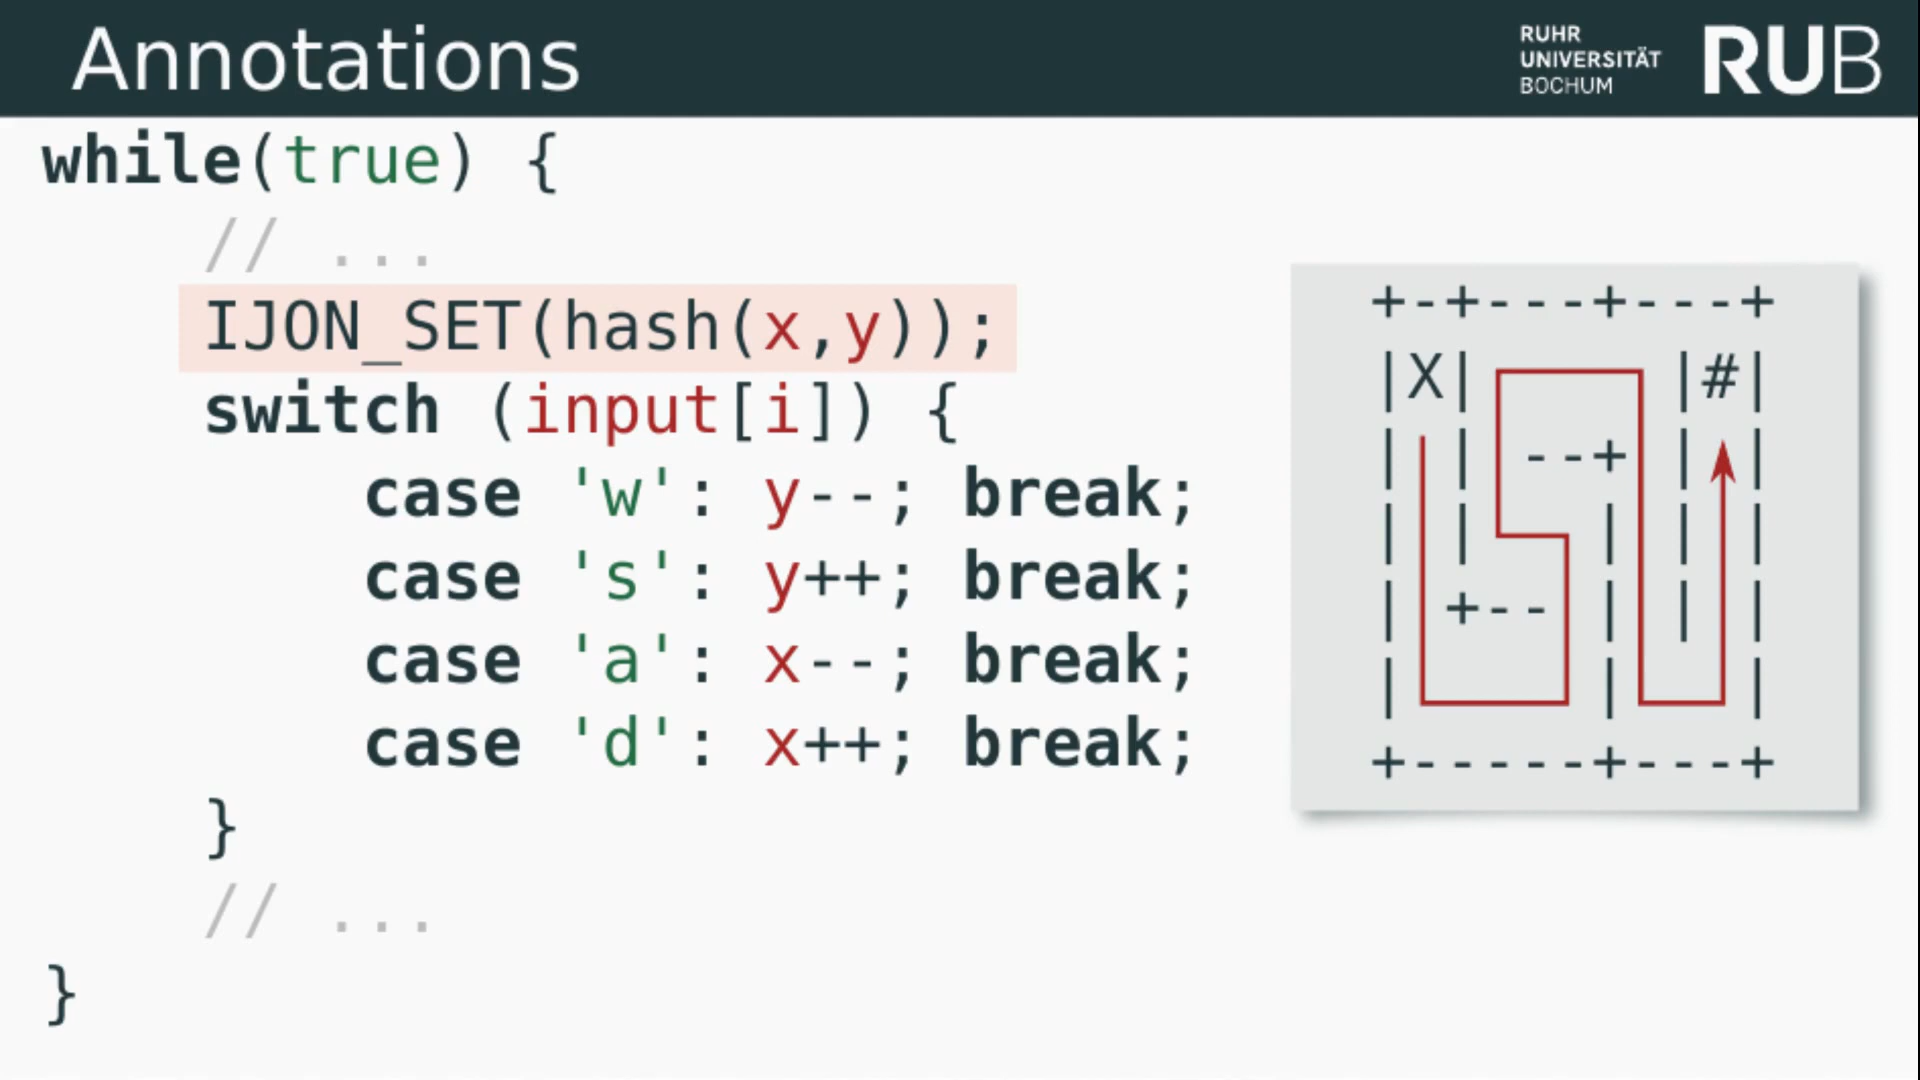 Annotations
RUHR
UNIVERSITÄT
BOCHUM
RUB
while(true) {
// ...
IJON_SET(hash(x,y));
switch (input[i]) {
case 'w': y--; break;
case 's': y++; break;
case 'a': x--; break;
case 'd': x++; break;
}
// ...
}
+-+---+---+
|X|     |#|
| | --+ | |
| |   | | |
| +-- | | |
|     |   |
+-----+---+